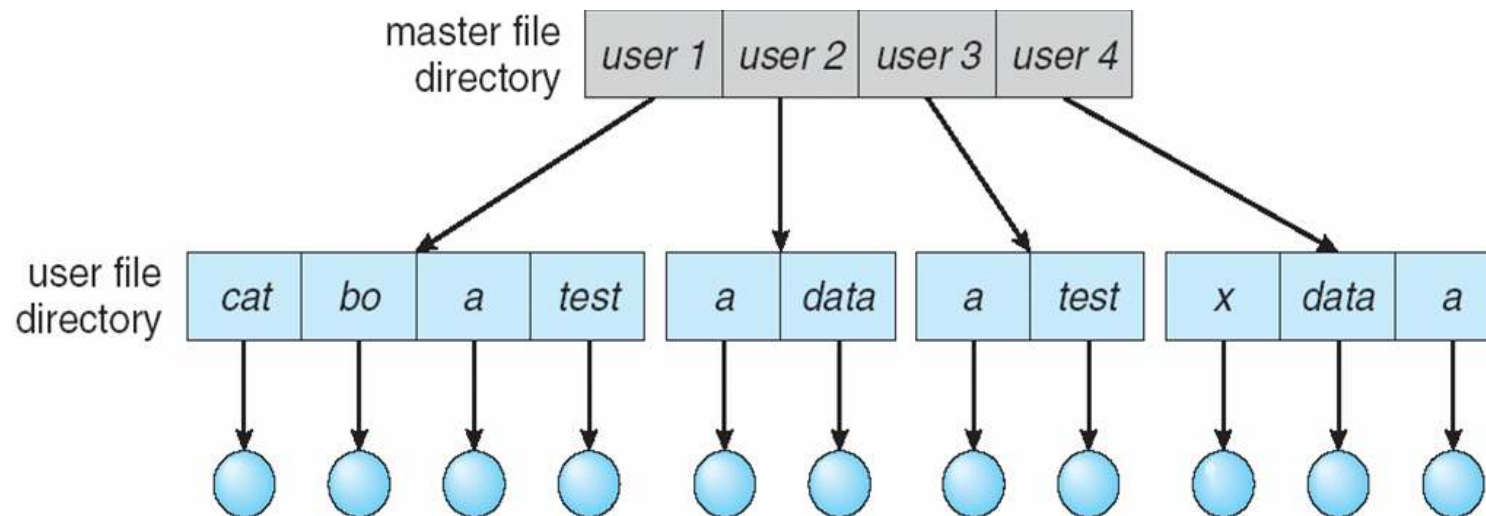 master file
directory
user 1 user 2 user 3 user 4
user file
directory
cat bo a test a data a test x data a